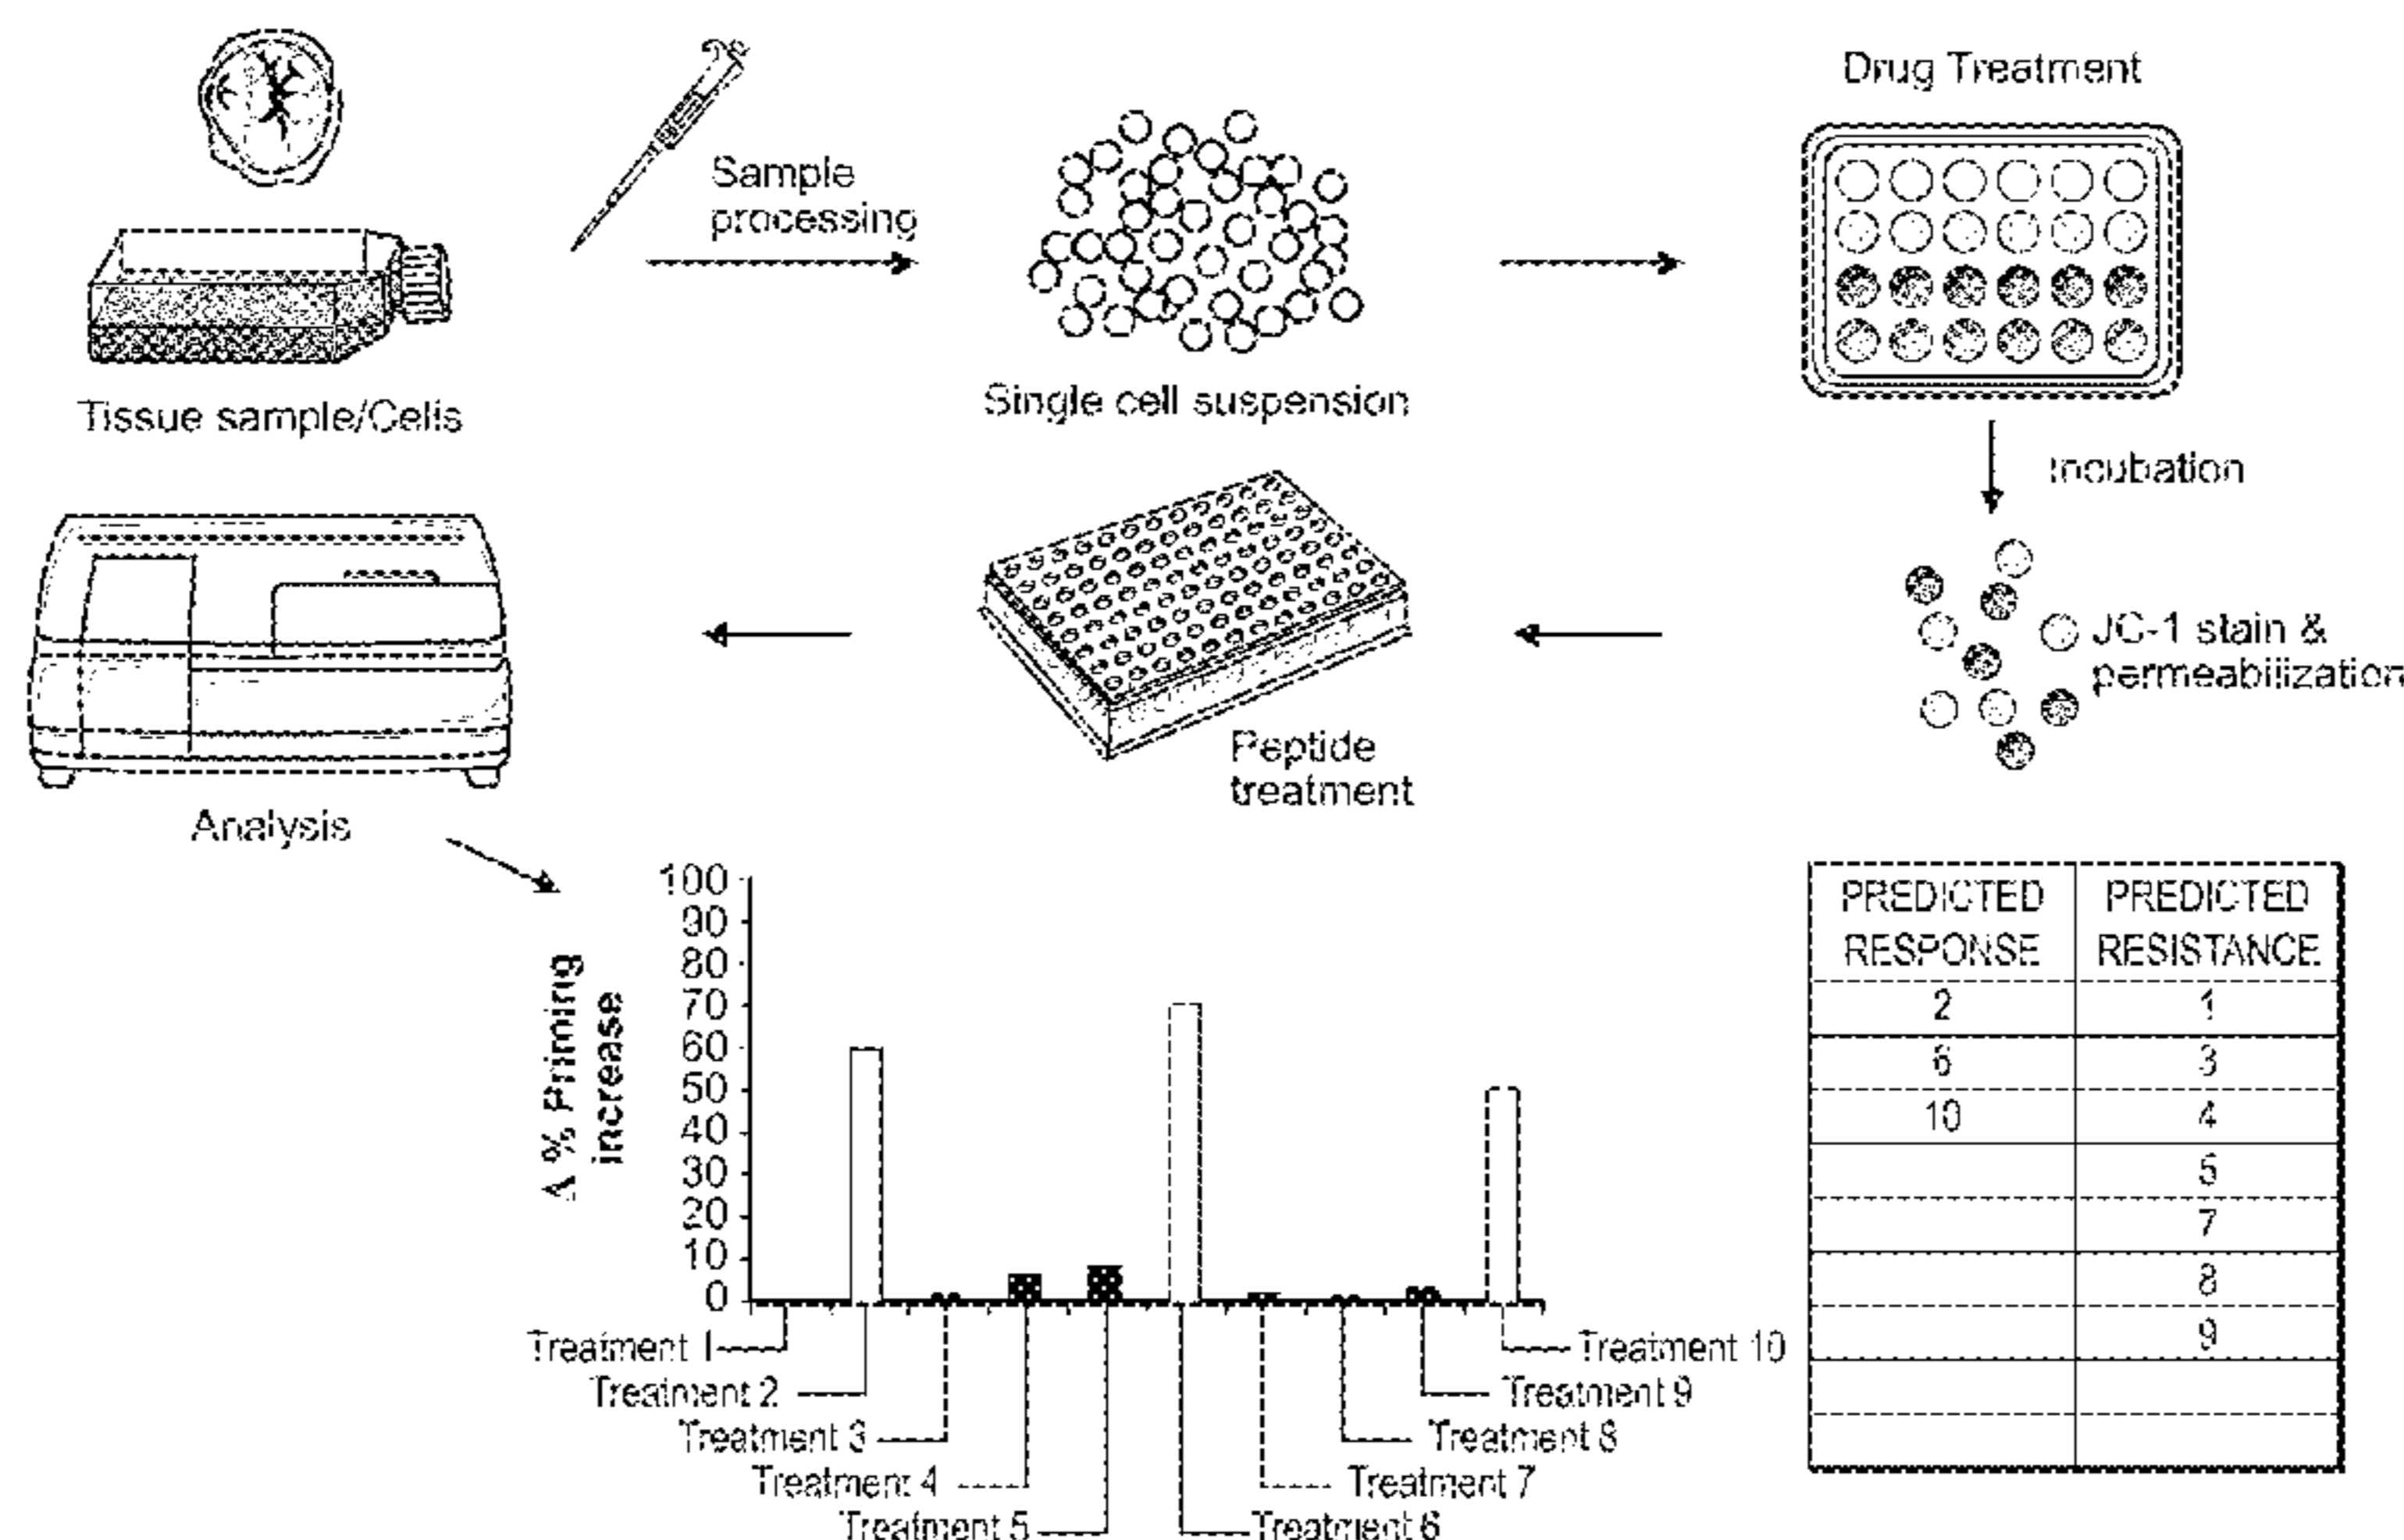 Drug Treatment
Sample
processing
Tissue sample/Cells
Single cell suspension
Incubation
JC-1 stain &
permeabilization
Peptide
treatment
Analysis
Δ % Priming
increase
100
90
80
70
60
50
40
30
20
10
0
Treatment 1
Treatment 2
Treatment 3
Treatment 4
Treatment 5
Treatment 6
Treatment 7
Treatment 8
Treatment 9
Treatment 10
PREDICTED PREDICTED
RESPONSE RESISTANCE
2 1
6 3
10 4
5
7
8
9